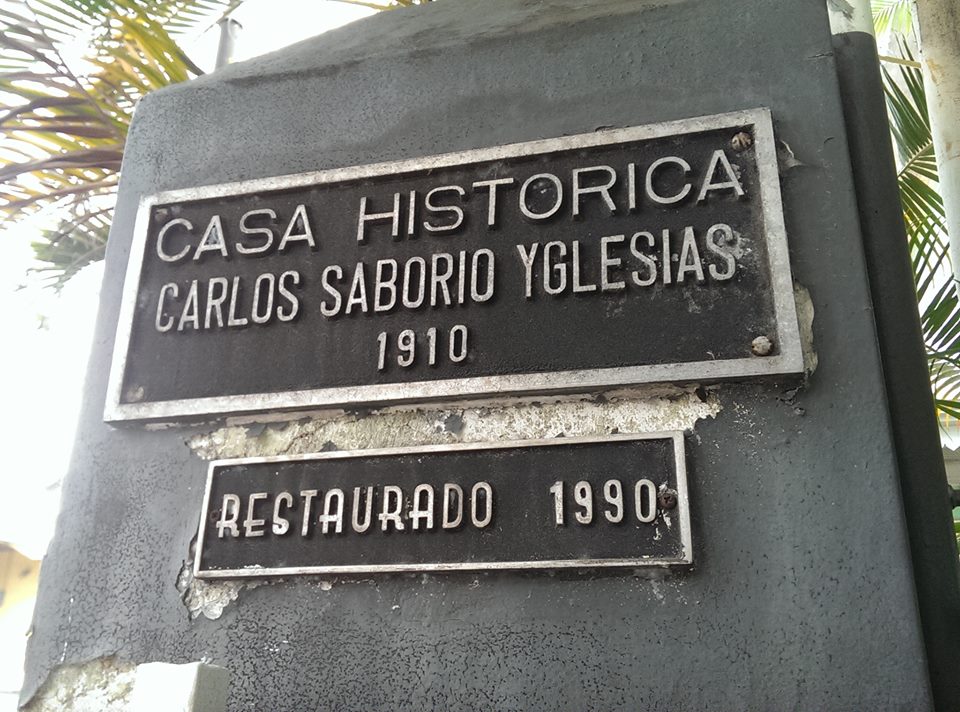 CASA HISTORICA
CARLOS SABORIO YGLESIAS
1910
RESTAURADO 1990